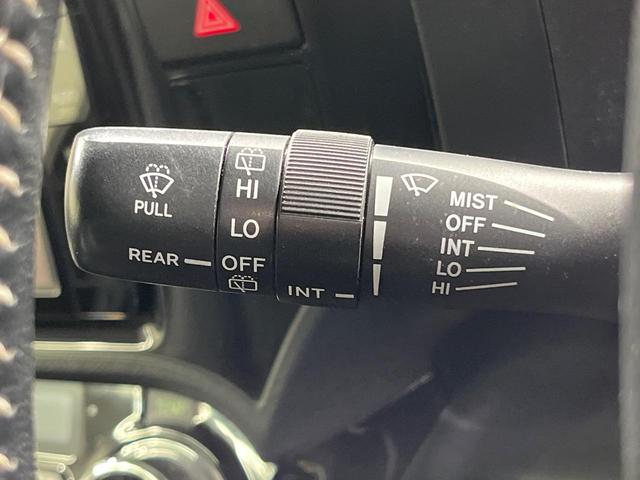 PULL
REAR
HI
LO
OFF
INT
MIST
OFF
INT
LO
HI